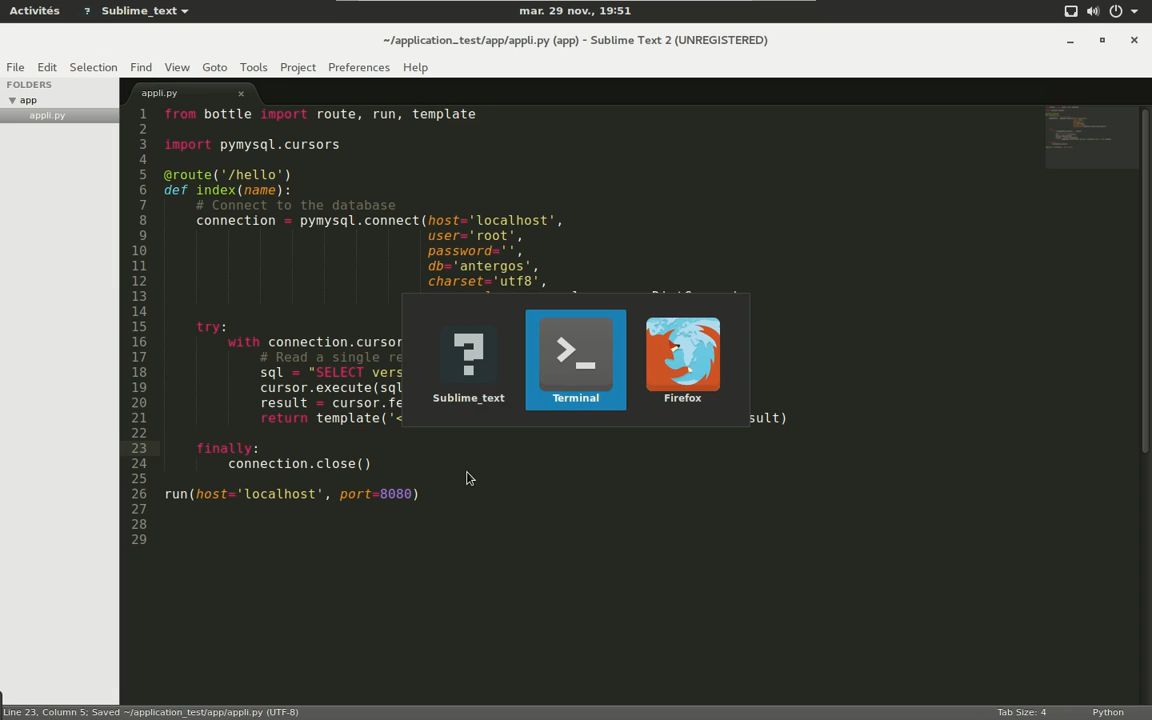 Activités
? Sublime_text
mar. 29 nov., 19:51
~/application_test/app/appli.py (app) - Sublime Text 2 (UNREGISTERED)
File Edit Selection Find View Goto Tools Project Preferences Help
FOLDERS
app
appli.py
appli.py ×
1 from bottle import route, run, template
2
3 import pymysql.cursors
4
5 @route('/hello')
6 def index(name):
7 # Connect to the database
8 connection = pymysql.connect(host='localhost',
9 user='root',
10 password='',
11 db='antergos',
12 charset='utf8',
13
14
15 try:
16 with connection.cursor
17 # Read a single re
18 sql = "SELECT vers
19 cursor.execute(sql
20 result = cursor.fe
21 return template('< sult)
22
23 finally:
24 connection.close()
25
26 run(host='localhost', port=8080)
27
28
29
?
Sublime_text
>_
Terminal
Firefox
Line 23, Column 5; Saved ~/application_test/app/appli.py (UTF-8)
Tab Size: 4
Python